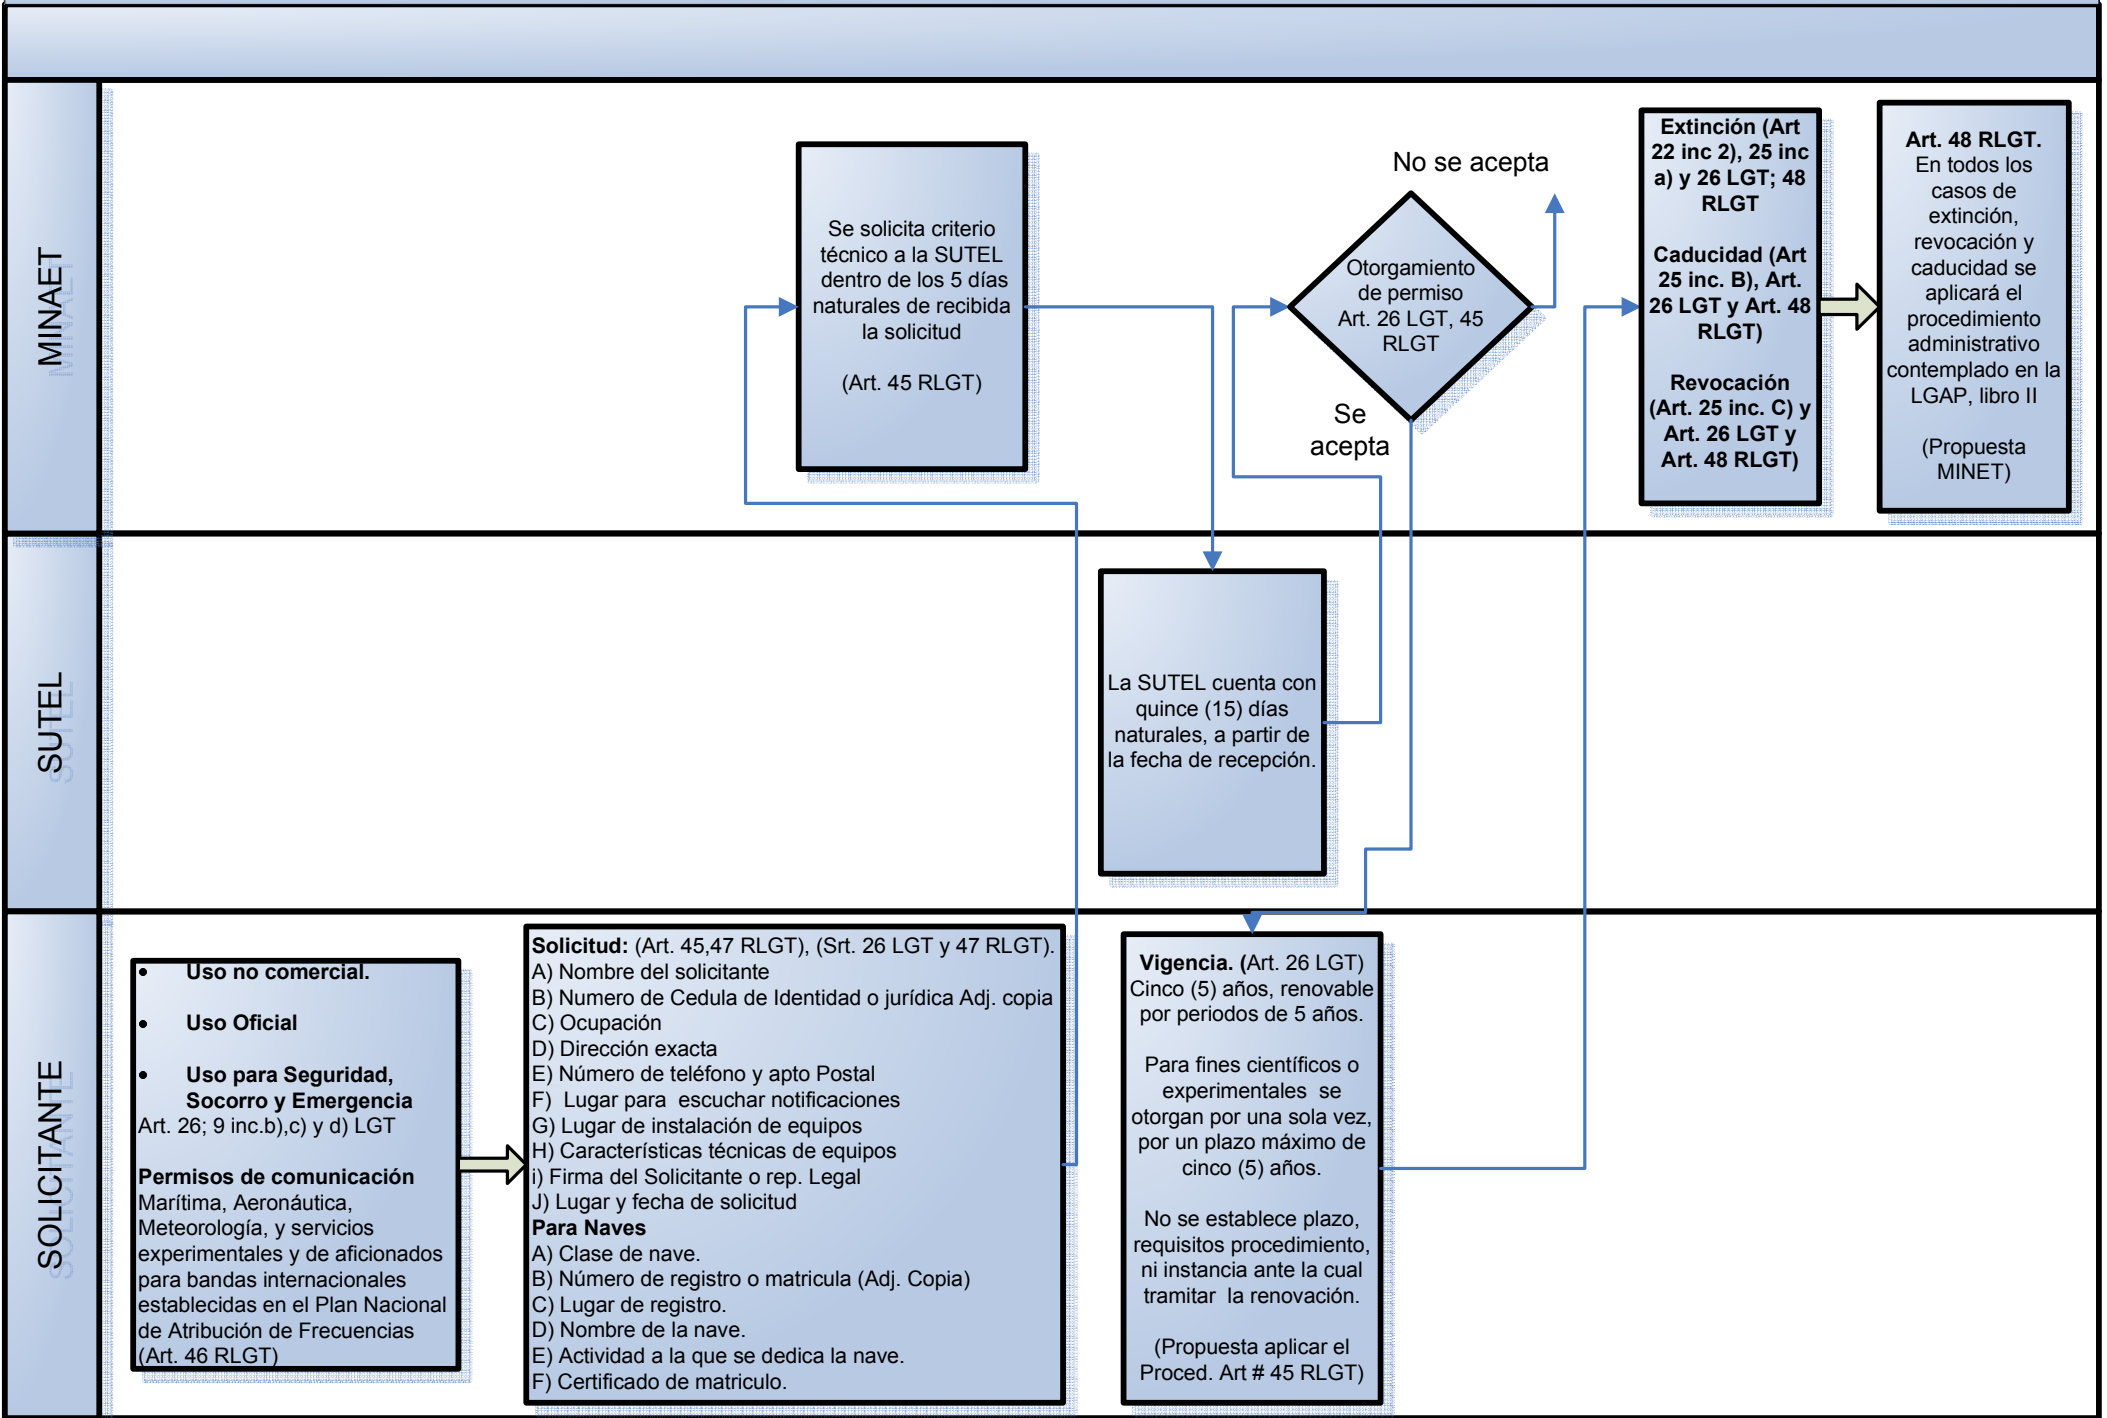 MINAET
Se solicita criterio
técnico a la SUTEL
dentro de los 5 días
naturales de recibida
la solicitud
(Art. 45 RLGT)
No se acepta
Otorgamiento
de permiso
Art. 26 LGT, 45
RLGT
Se
acepta
Extinción (Art
22 inc 2), 25 inc
a) y 26 LGT; 48
RLGT
Caducidad (Art
25 inc. B), Art.
26 LGT y Art. 48
RLGT)
Revocación
(Art. 25 inc. C) y
Art. 26 LGT y
Art. 48 RLGT)
Art. 48 RLGT.
En todos los
casos de
extinción,
revocación y
caducidad se
aplicará el
procedimiento
administrativo
contemplado en la
LGAP, libro II
(Propuesta
MINET)
SUTEL
La SUTEL cuenta con
quince (15) días
naturales, a partir de
la fecha de recepción.
SOLICITANTE
• Uso no comercial.
• Uso Oficial
• Uso para Seguridad,
Socorro y Emergencia
Art. 26; 9 inc.b),c) y d) LGT
Permisos de comunicación
Marítima, Aeronáutica,
Meteorología, y servicios
experimentales y de aficionados
para bandas internacionales
establecidas en el Plan Nacional
de Atribución de Frecuencias
(Art. 46 RLGT)
Solicitud: (Art. 45,47 RLGT), (Srt. 26 LGT y 47 RLGT).
A) Nombre del solicitante
B) Numero de Cedula de Identidad o jurídica Adj. copia
C) Ocupación
D) Dirección exacta
E) Número de teléfono y apto Postal
F) Lugar para escuchar notificaciones
G) Lugar de instalación de equipos
H) Características técnicas de equipos
i) Firma del Solicitante o rep. Legal
J) Lugar y fecha de solicitud
Para Naves
A) Clase de nave.
B) Número de registro o matricula (Adj. Copia)
C) Lugar de registro.
D) Nombre de la nave.
E) Actividad a la que se dedica la nave.
F) Certificado de matriculo.
Vigencia. (Art. 26 LGT)
Cinco (5) años, renovable
por periodos de 5 años.
Para fines científicos o
experimentales se
otorgan por una sola vez,
por un plazo máximo de
cinco (5) años.
No se establece plazo,
requisitos procedimiento,
ni instancia ante la cual
tramitar la renovación.
(Propuesta aplicar el
Proced. Art # 45 RLGT)